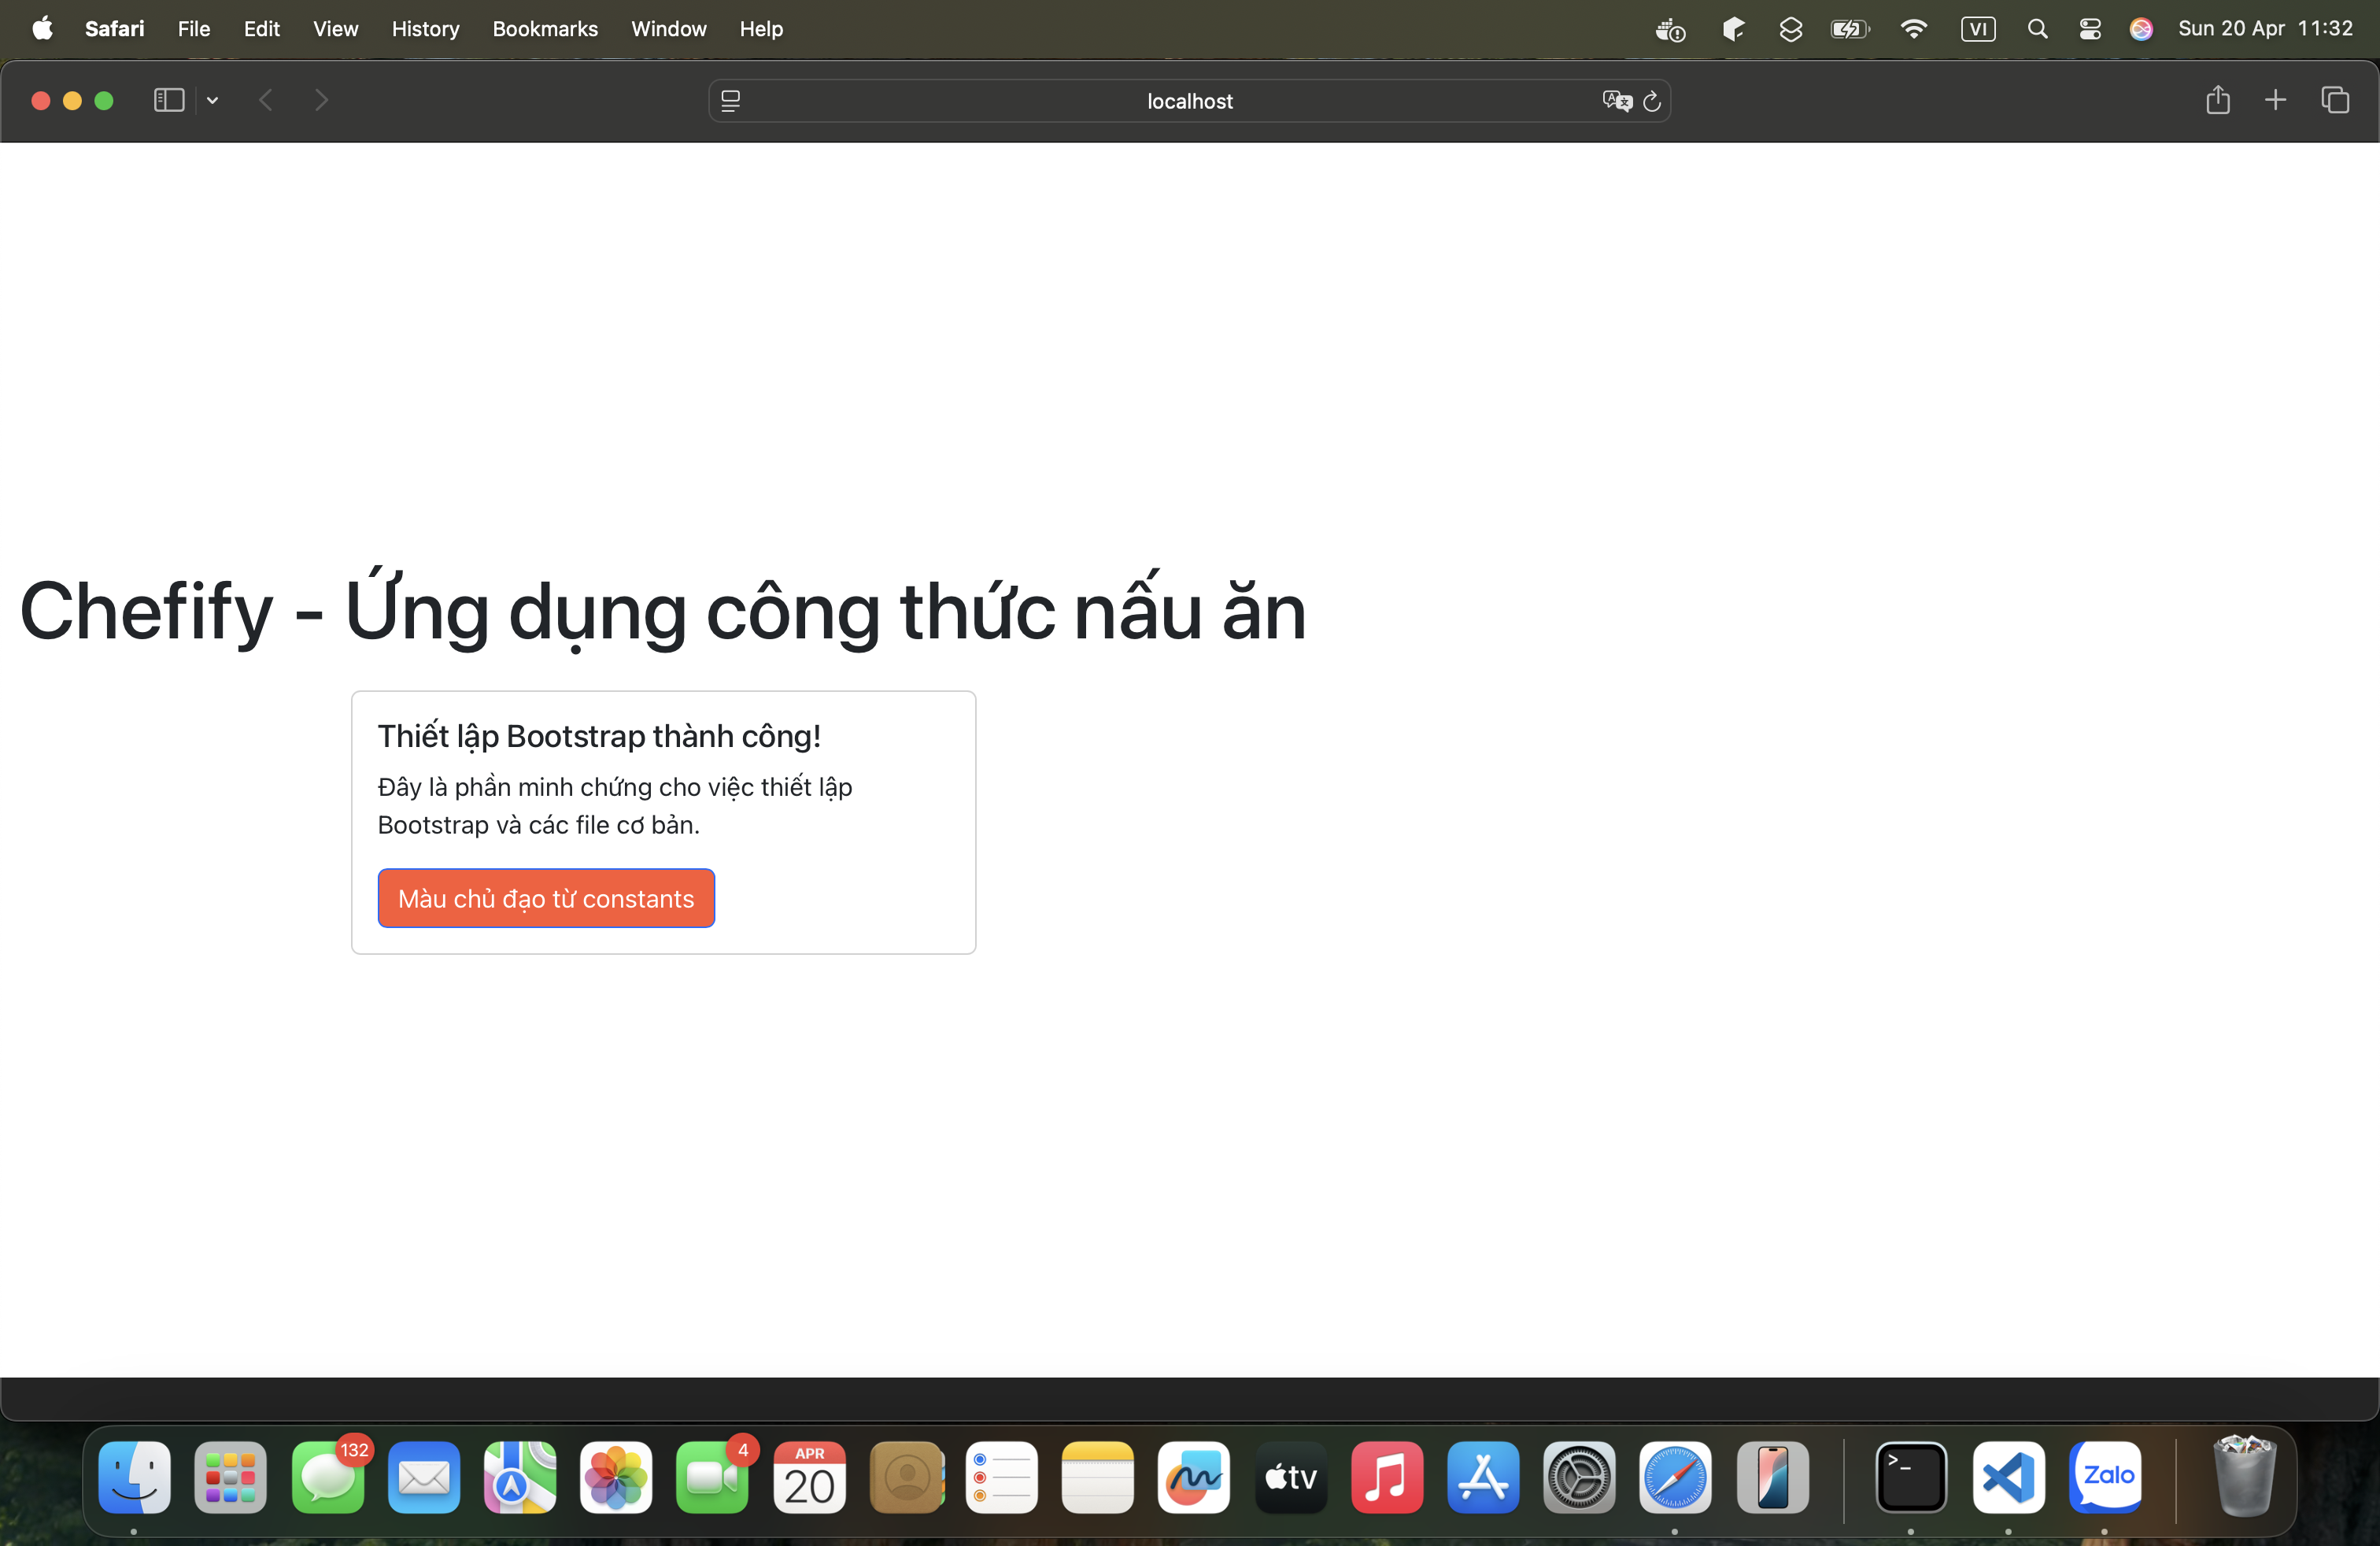 Safari File Edit View History Bookmarks Window Help VI Sun 20 Apr 11:32
localhost
Chefify - Ứng dụng công thức nấu ăn
Thiết lập Bootstrap thành công!
Đây là phần minh chứng cho việc thiết lập
Bootstrap và các file cơ bản.
Màu chủ đạo từ constants
132
4
APR
20
tv
>_
Zalo